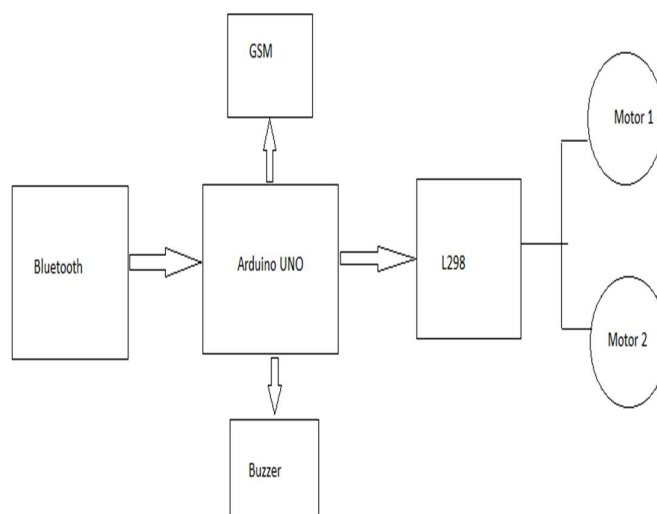 GSM
Motor 1
Bluetooth
Arduino UNO
L298
Motor 2
Buzzer